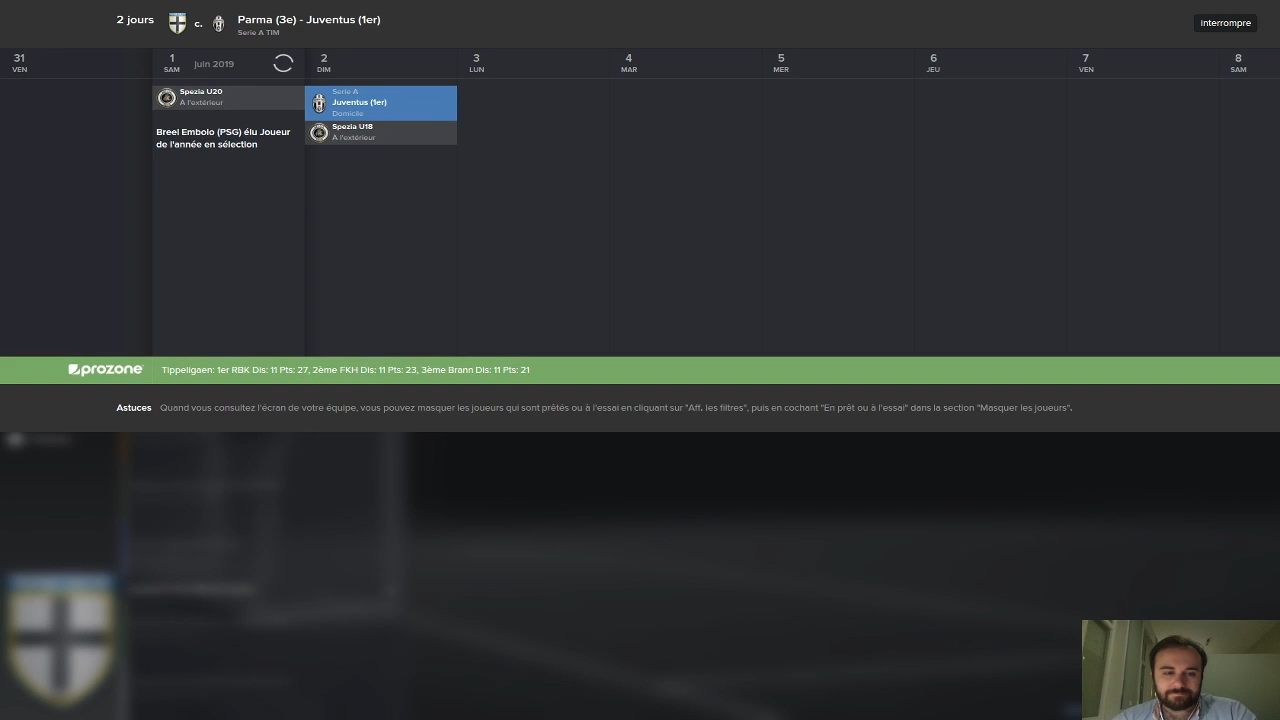 2 jours
c.
Parma (3e) - Juventus (1er)
Serie A TIM
Interrompre
31
VEN
1
SAM
Juin 2019
2
DIM
3
LUN
4
MAR
5
MER
6
JEU
7
VEN
8
SAM
Spezia U20
A l'extérieur
Breel Embolo (PSG) élu Joueur
de l'année en sélection
Serie A
Juventus (1er)
Domicile
Spezia U18
A l'extérieur
prozone
Tippeligaen: 1er RBK Dis: 11 Pts: 27, 2ème FKH Dis: 11 Pts: 23, 3ème Brann Dis: 11 Pts: 21
Astuces Quand vous consultez l'écran de votre équipe, vous pouvez masquer les joueurs qui sont prêtés ou à l'essai en cliquant sur "Aff. les filtres", puis en cochant "En prêt ou à l'essai" dans la section "Masquer les joueurs".